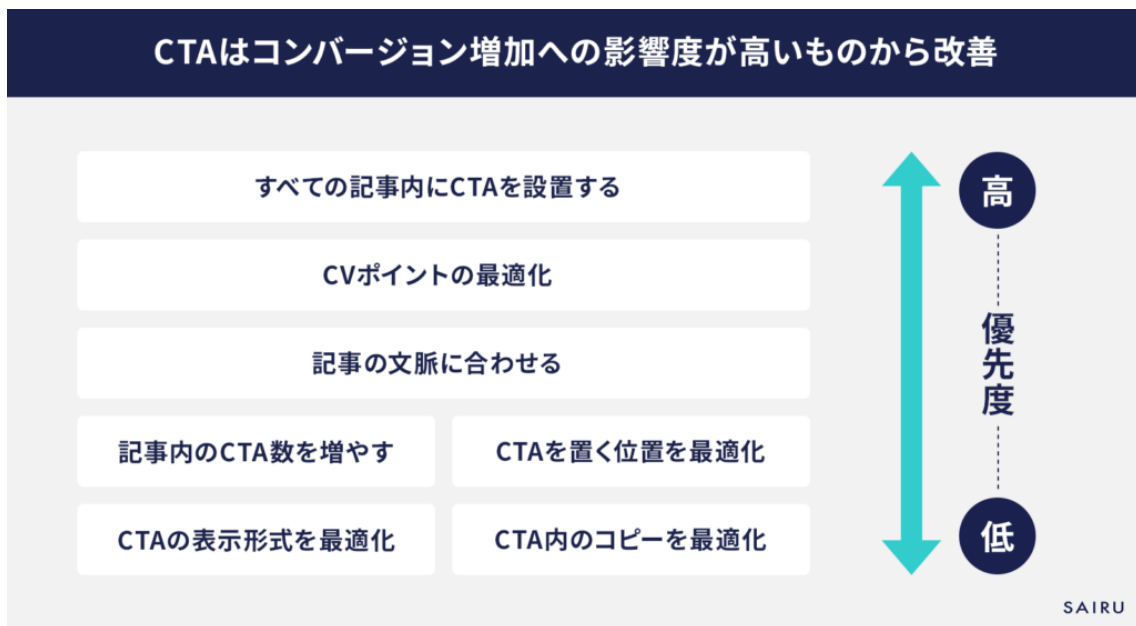 CTAはコンバージョン増加への影響度が高いものから改善
すべての記事内にCTAを設置する
CVポイントの最適化
記事の文脈に合わせる
記事内のCTA数を増やす
CTAを置く位置を最適化
CTAの表示形式を最適化
CTA内のコピーを最適化
高
優先度
低
SAIRU